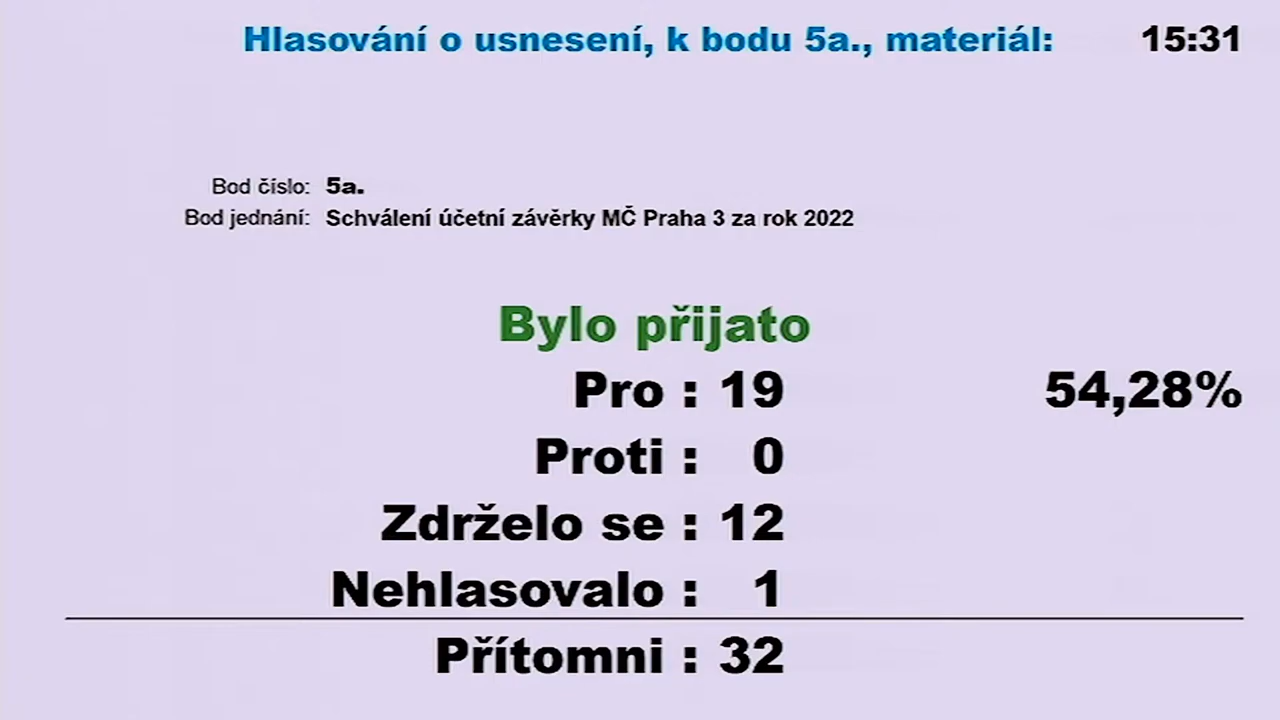 Hlasování o usnesení, k bodu 5a., materiál: 15:31
Bod číslo: 5a.
Bod jednání: Schválení účetní závěrky MČ Praha 3 za rok 2022
Bylo přijato
Pro : 19 54,28%
Proti : 0
Zdrželo se : 12
Nehlasovalo : 1
Přítomni : 32